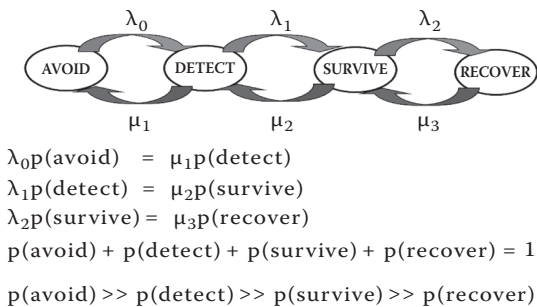 λ₀ λ₁ λ₂
AVOID DETECT SURVIVE RECOVER
μ₁ μ₂ μ₃
λ₀p(avoid) = μ₁p(detect)
λ₁p(detect) = μ₂p(survive)
λ₂p(survive) = μ₃p(recover)
p(avoid) + p(detect) + p(survive) + p(recover) = 1
p(avoid) >> p(detect) >> p(survive) >> p(recover)